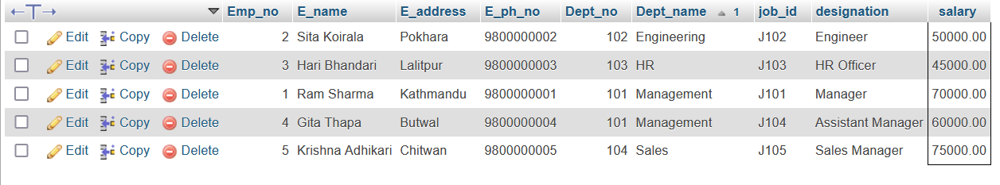 Emp_no E_name E_address E_ph_no Dept_no Dept_name 1 job_id designation salary
Edit Copy Delete 2 Sita Koirala Pokhara 9800000002 102 Engineering J102 Engineer 50000.00
Edit Copy Delete 3 Hari Bhandari Lalitpur 9800000003 103 HR J103 HR Officer 45000.00
Edit Copy Delete 1 Ram Sharma Kathmandu 9800000001 101 Management J101 Manager 70000.00
Edit Copy Delete 4 Gita Thapa Butwal 9800000004 101 Management J104 Assistant Manager 60000.00
Edit Copy Delete 5 Krishna Adhikari Chitwan 9800000005 104 Sales J105 Sales Manager 75000.00